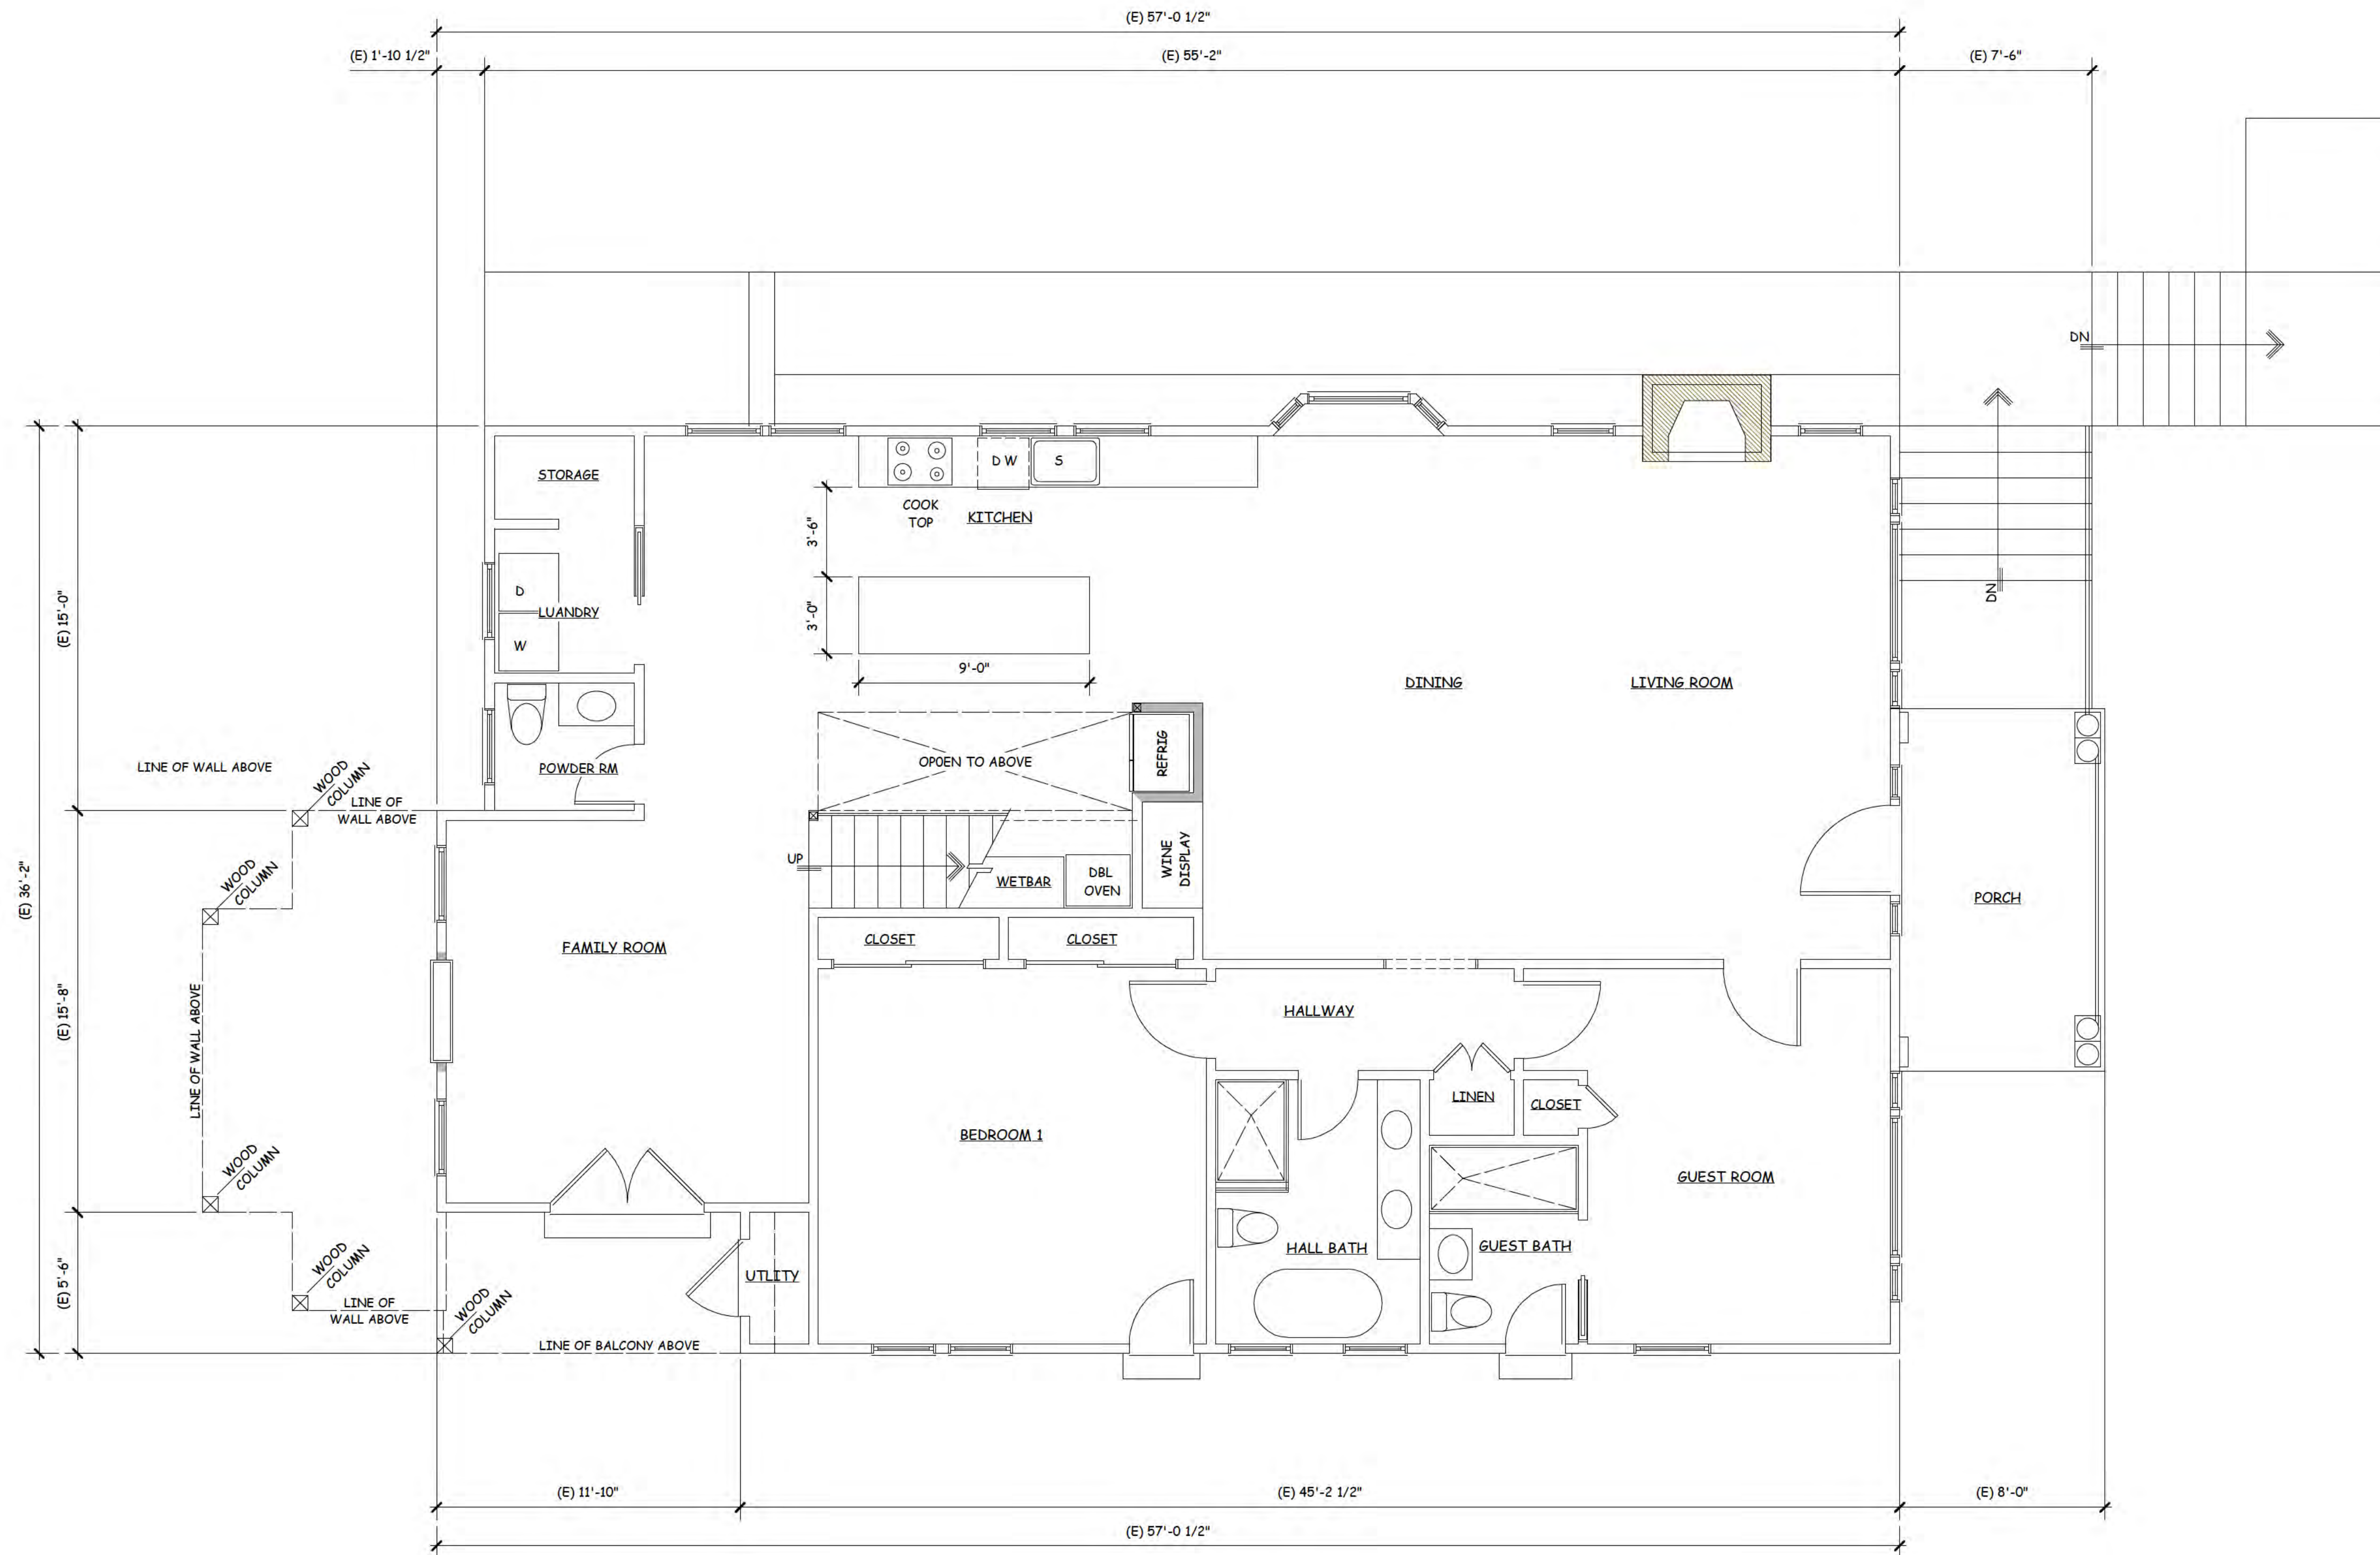 (E) 57'-0 1/2"
(E) 1'-10 1/2"
(E) 55'-2"
(E) 7'-6"
DN
DN
STORAGE
D W
S
COOK
TOP
KITCHEN
3'-6"
D
LUANDRY
W
3'-0"
9'-0"
(E) 15'-0"
DINING
LIVING ROOM
POWDER RM
OP0EN TO ABOVE
REFRIG
LINE OF WALL ABOVE
WOOD
COLUMN
LINE OF
WALL ABOVE
WOOD
COLUMN
UP
WETBAR
DBL
OVEN
WINE
DISPLAY
(E) 36'-2"
PORCH
FAMILY ROOM
CLOSET
CLOSET
(E) 15'-8"
LINE OF WALL ABOVE
HALLWAY
LINEN
CLOSET
BEDROOM 1
WOOD
COLUMN
GUEST ROOM
HALL BATH
GUEST BATH
UTLITY
(E) 5'-6"
WOOD
COLUMN
LINE OF
WALL ABOVE
WOOD
COLUMN
LINE OF BALCONY ABOVE
(E) 11'-10"
(E) 45'-2 1/2"
(E) 8'-0"
(E) 57'-0 1/2"